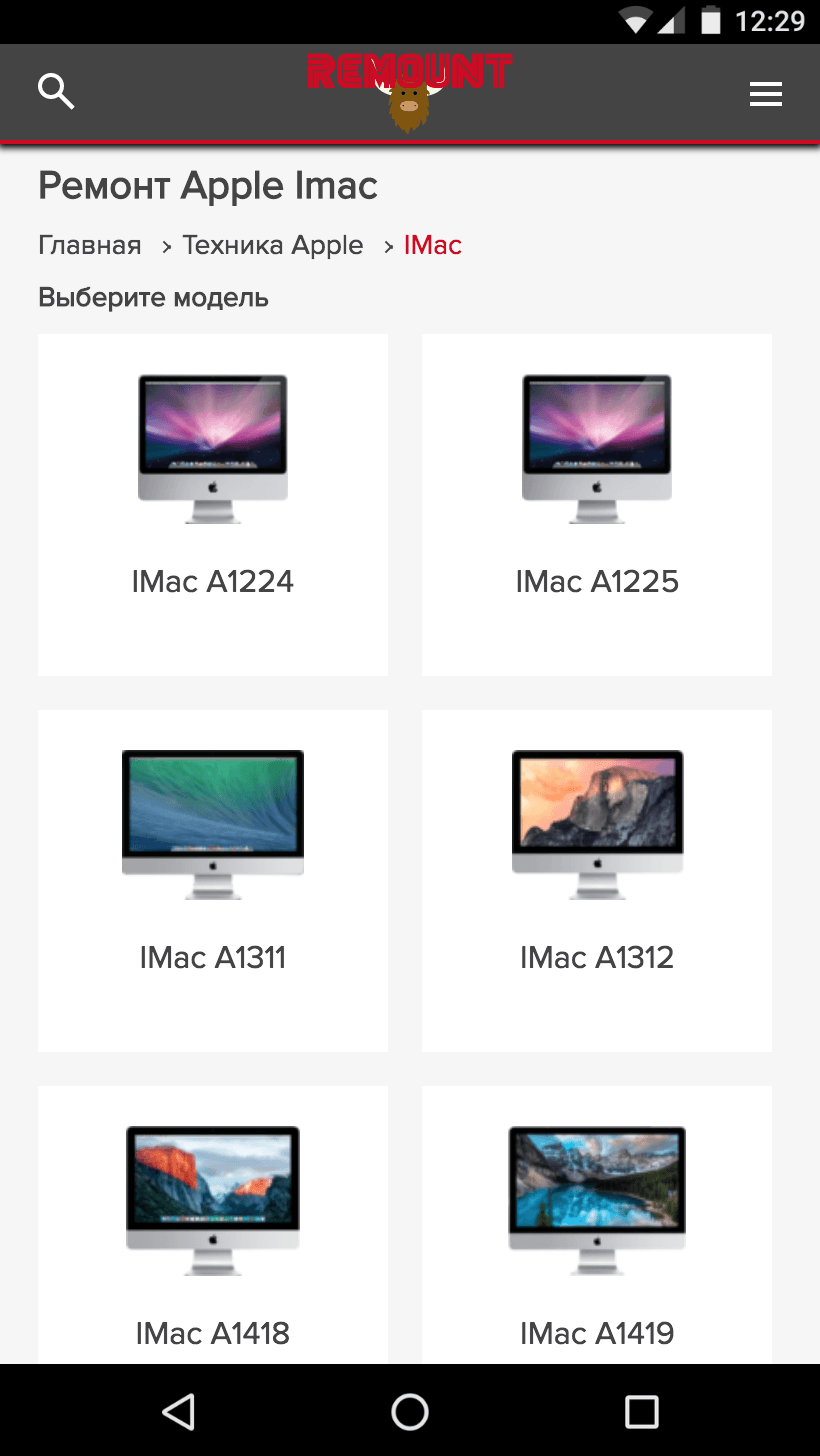 12:29
REMOUNT
Ремонт Apple Imac
Главная › Техника Apple › IMac
Выберите модель
IMac A1224
IMac A1225
IMac A1311
IMac A1312
IMac A1418
IMac A1419